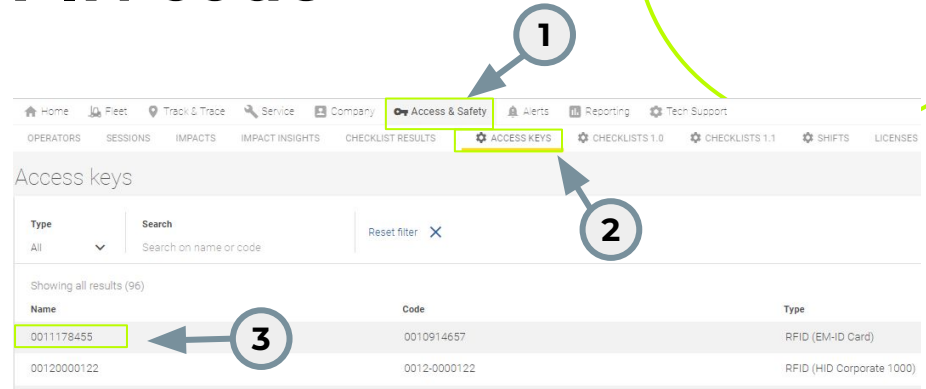 1
Home Fleet Track & Trace Service Company Access & Safety Alerts Reporting Tech Support
OPERATORS SESSIONS IMPACTS IMPACT INSIGHTS CHECKLIST RESULTS ACCESS KEYS CHECKLISTS 1.0 CHECKLISTS 1.1 SHIFTS LICENSES
Access keys
2
Type Search
Reset filter
All Search on name or code
Showing all results (96)
Name Code Type
0011178455 0010914657 RFID (EM-ID Card)
3
00120000122 0012-0000122 RFID (HID Corporate 1000)